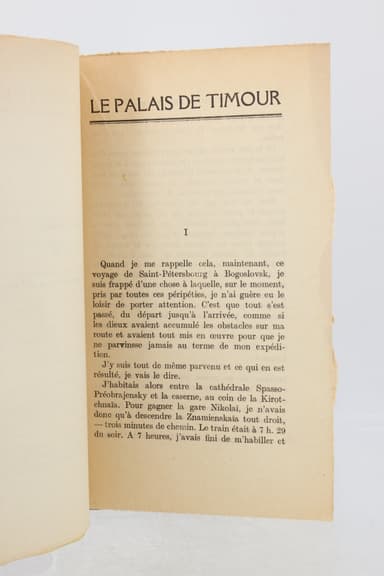 LE PALAIS DE TIMOUR
I
Quand je me rappelle cela, maintenant, ce
voyage de Saint-Pétersbourg à Bogoslovsk, je
suis frappé d'une chose à laquelle, sur le moment,
pris par toutes ces péripéties, je n'ai guère eu le
loisir de porter attention. C'est que tout s'est
passé, du départ jusqu'à l'arrivée, comme si
les dieux avaient accumulé les obstacles sur ma
route et avaient tout mis en œuvre pour que je
ne parvinsse jamais au terme de mon expédi-
tion.
J'y suis tout de même parvenu et ce qui en est
résulté, je vais le dire.
J'habitais alors entre la cathédrale Spasso-
Préobrajensky et la caserne, au coin de la Kirot-
chnaïa. Pour gagner la gare Nikolaï, je n'avais
donc qu'à descendre la Znamienskaïa tout droit,
— trois minutes de chemin. Le train était à 7 h. 29
du soir. A 7 heures, j'avais fini de m'habiller et